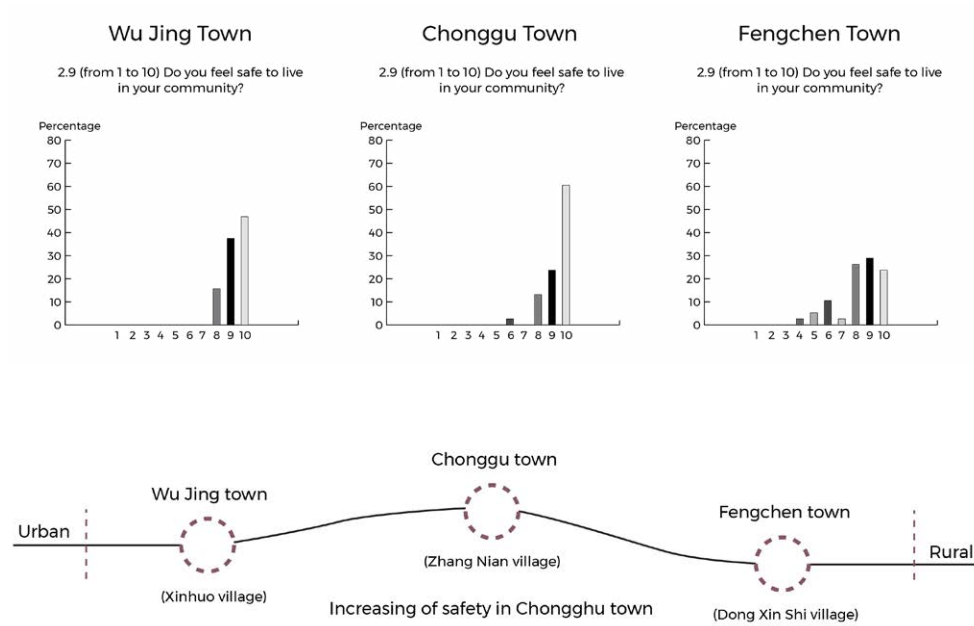 Wu Jing Town
2.9 (from 1 to 10) Do you feel safe to live
in your community?
Percentage
80
70
60
50
40
30
20
10
0
1 2 3 4 5 6 7 8 9 10
Chonggu Town
2.9 (from 1 to 10) Do you feel safe to live
in your community?
Percentage
80
70
60
50
40
30
20
10
0
1 2 3 4 5 6 7 8 9 10
Fengchen Town
2.9 (from 1 to 10) Do you feel safe to live
in your community?
Percentage
80
70
60
50
40
30
20
10
0
1 2 3 4 5 6 7 8 9 10
Urban
Wu Jing town
(Xinhuo village)
Chonggu town
(Zhang Nian village)
Increasing of safety in Chongghu town
Fengchen town
(Dong Xin Shi village)
Rural